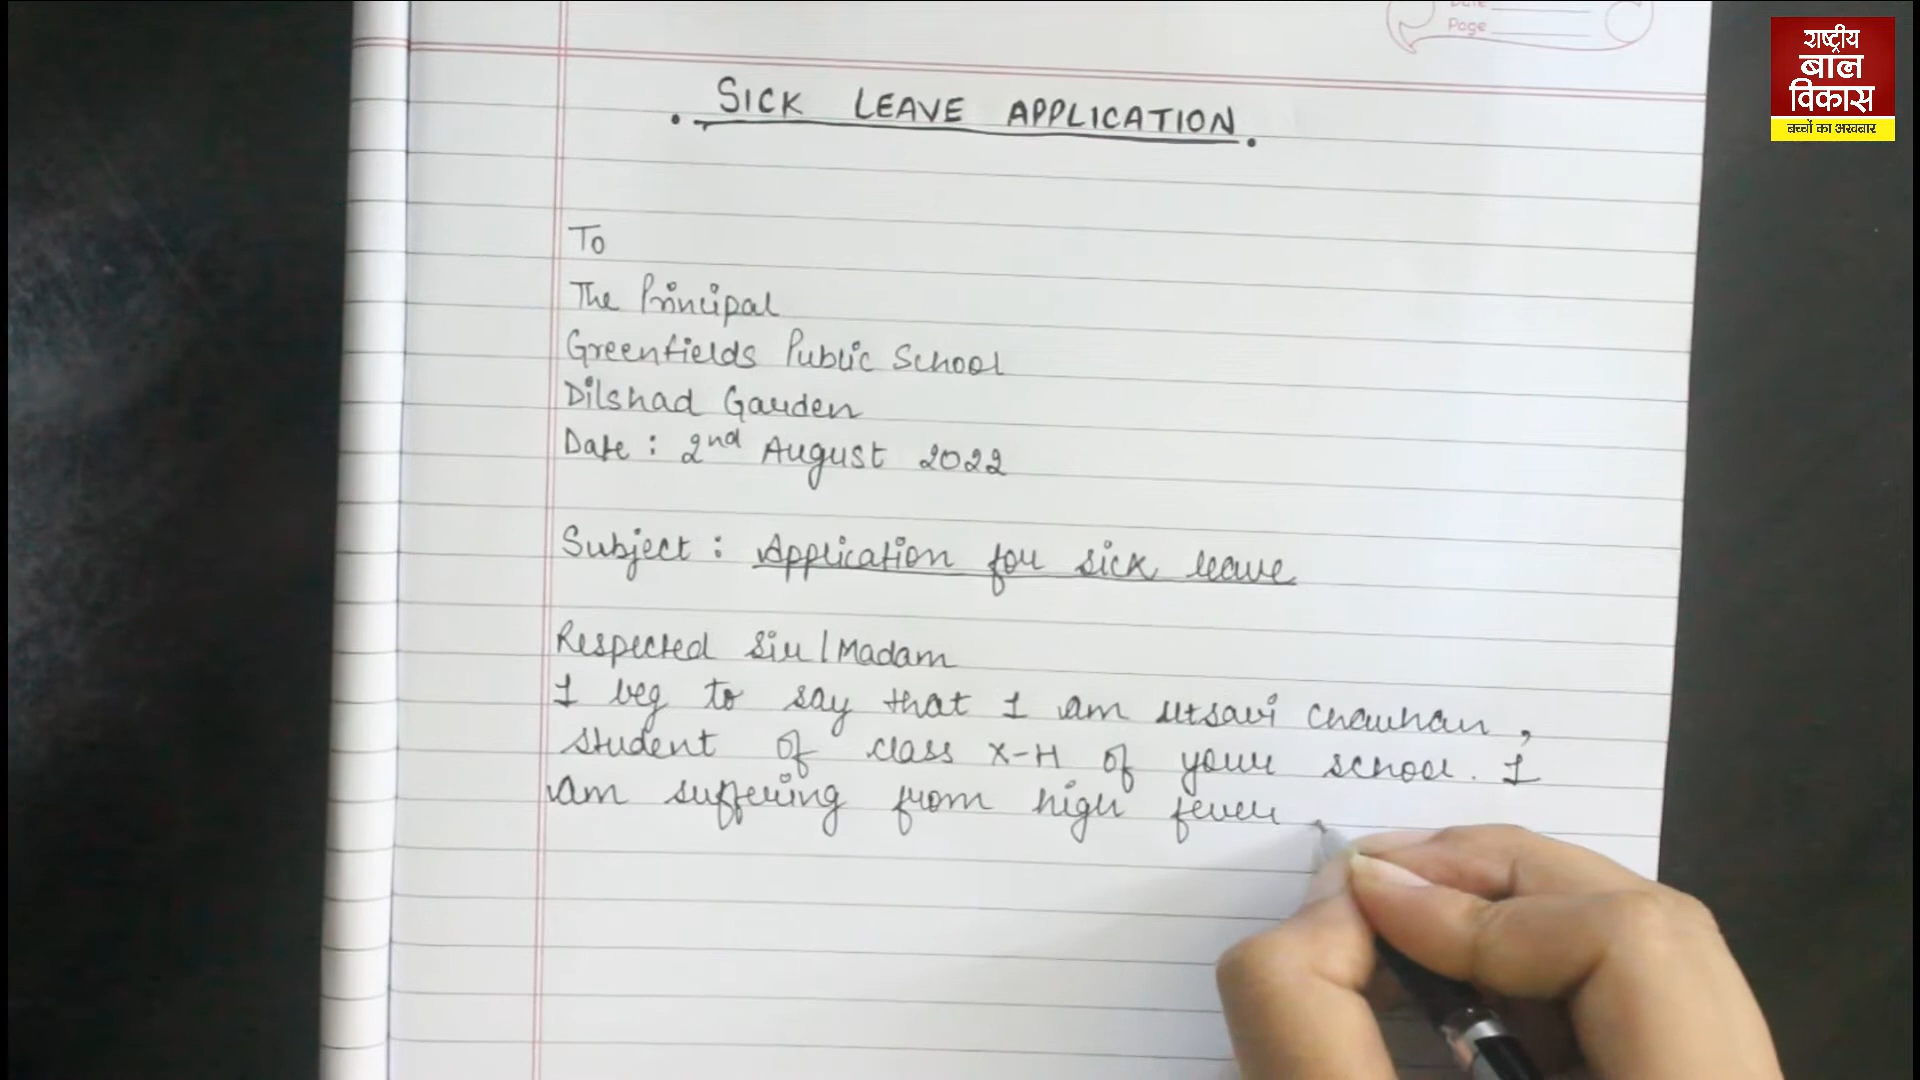 Date
Page
राष्ट्रीय
बाल
विकास
बच्चों का अखबार
SICK LEAVE APPLICATION
To
The Principal
Greenfields Public School
Dilshad Garden
Date : 2nd August 2022
Subject : Application for sick leave
Respected Sir/Madam
I beg to say that I am Utsavi Chauhan,
student of class X-H of your school. I
am suffering from high fever